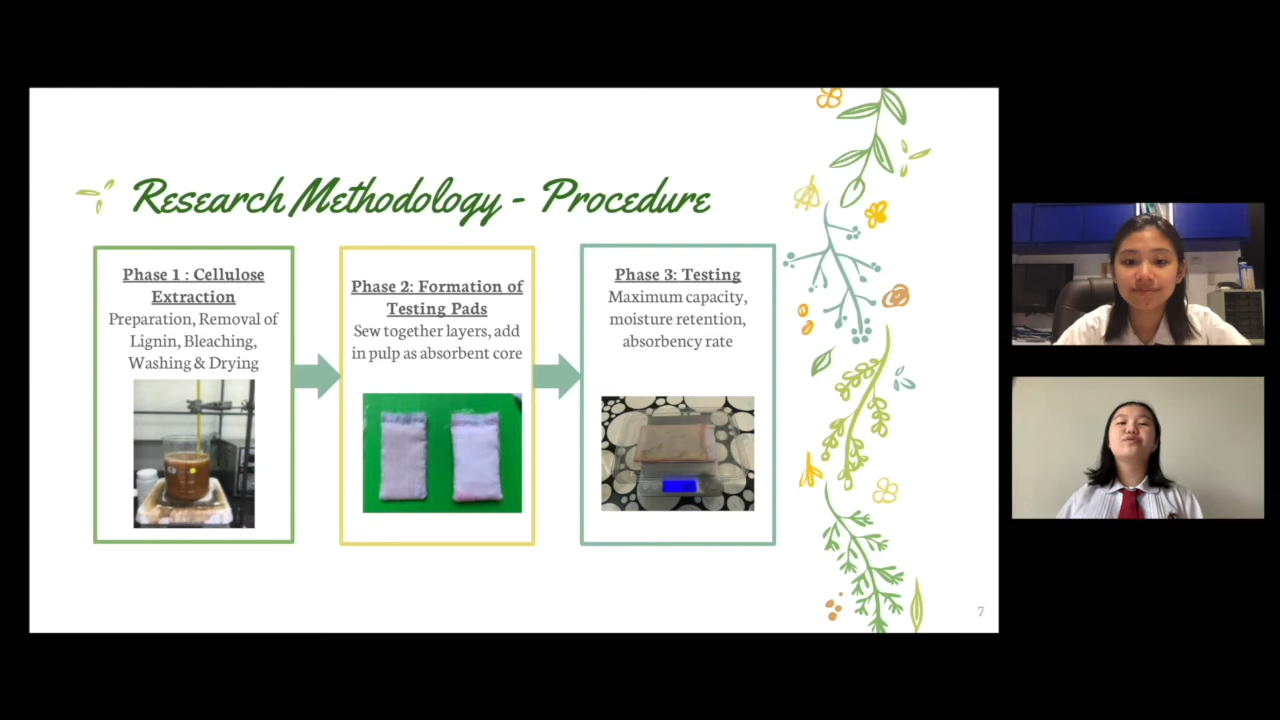 Research Methodology - Procedure
Phase 1 : Cellulose
Extraction
Preparation, Removal of
Lignin, Bleaching,
Washing & Drying
Phase 2: Formation of
Testing Pads
Sew together layers, add
in pulp as absorbent core
Phase 3: Testing
Maximum capacity,
moisture retention,
absorbency rate
7